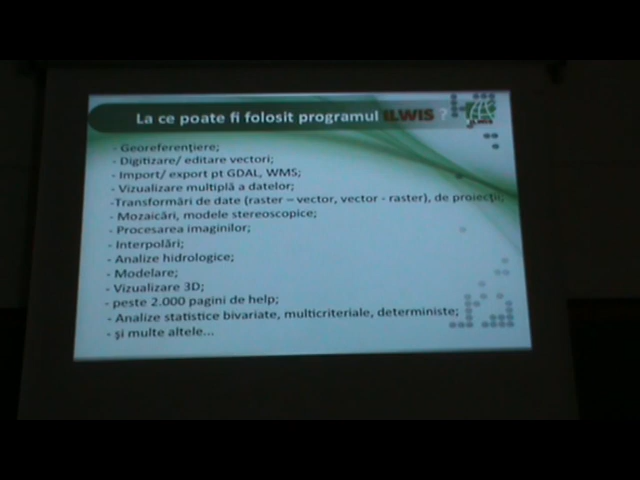 La ce poate fi folosit programul ILWIS ?
- Georeferențiere;
- Digitizare/ editare vectori;
- Import/ export pt GDAL, WMS;
- Vizualizare multiplă a datelor;
-Transformări de date (raster – vector, vector - raster), de proiecții;
- Mozaicări, modele stereoscopice;
- Procesarea imaginilor;
- Interpolări;
- Analize hidrologice;
- Modelare;
- Vizualizare 3D;
- peste 2.000 pagini de help;
- Analize statistice bivariate, multicriteriale, deterministe;
- și multe altele...